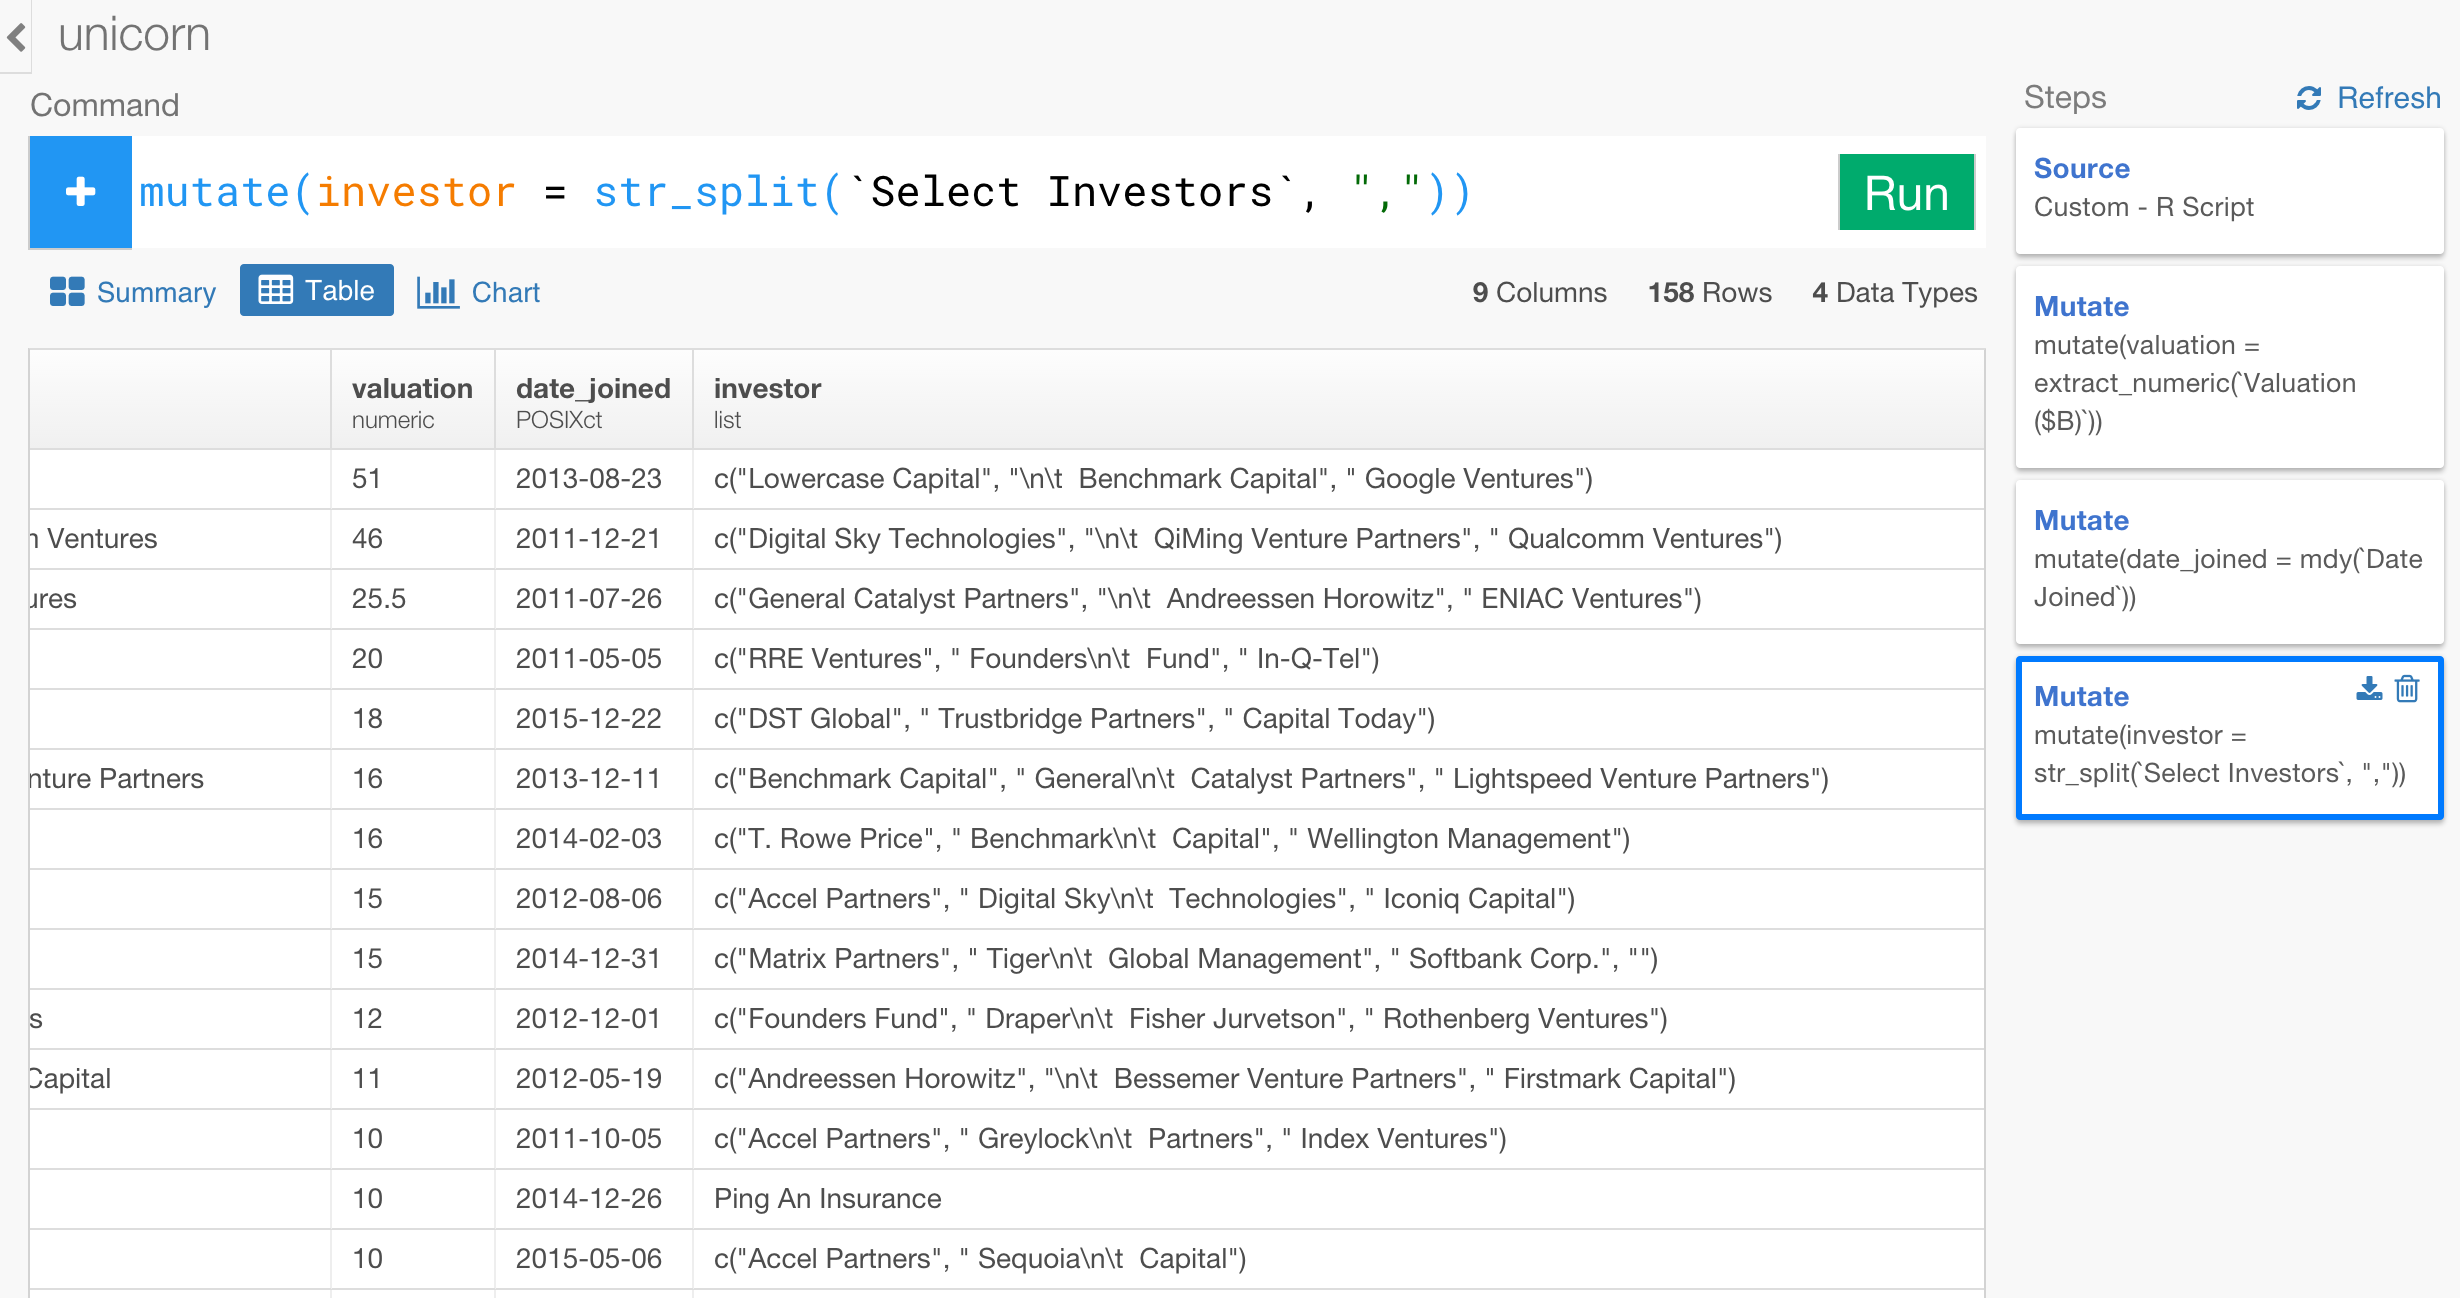 unicorn
Command
mutate(investor = str_split(`Select Investors`, ","))
Run
Summary Table Chart
9 Columns 158 Rows 4 Data Types
valuation date_joined investor
numeric POSIXct list
51 2013-08-23 c("Lowercase Capital", "\n\t  Benchmark Capital", " Google Ventures")
Ventures 46 2011-12-21 c("Digital Sky Technologies", "\n\t  QiMing Venture Partners", " Qualcomm Ventures")
ures 25.5 2011-07-26 c("General Catalyst Partners", "\n\t  Andreessen Horowitz", " ENIAC Ventures")
20 2011-05-05 c("RRE Ventures", " Founders\n\t  Fund", " In-Q-Tel")
18 2015-12-22 c("DST Global", " Trustbridge Partners", " Capital Today")
nture Partners 16 2013-12-11 c("Benchmark Capital", " General\n\t  Catalyst Partners", " Lightspeed Venture Partners")
16 2014-02-03 c("T. Rowe Price", " Benchmark\n\t  Capital", " Wellington Management")
15 2012-08-06 c("Accel Partners", " Digital Sky\n\t  Technologies", " Iconiq Capital")
15 2014-12-31 c("Matrix Partners", " Tiger\n\t  Global Management", " Softbank Corp.", "")
s 12 2012-12-01 c("Founders Fund", " Draper\n\t  Fisher Jurvetson", " Rothenberg Ventures")
Capital 11 2012-05-19 c("Andreessen Horowitz", "\n\t  Bessemer Venture Partners", " Firstmark Capital")
10 2011-10-05 c("Accel Partners", " Greylock\n\t  Partners", " Index Ventures")
10 2014-12-26 Ping An Insurance
10 2015-05-06 c("Accel Partners", " Sequoia\n\t  Capital")
Steps Refresh
Source
Custom - R Script
Mutate
mutate(valuation =
extract_numeric(`Valuation
($B)`))
Mutate
mutate(date_joined = mdy(`Date
Joined`))
Mutate
mutate(investor =
str_split(`Select Investors`, ","))